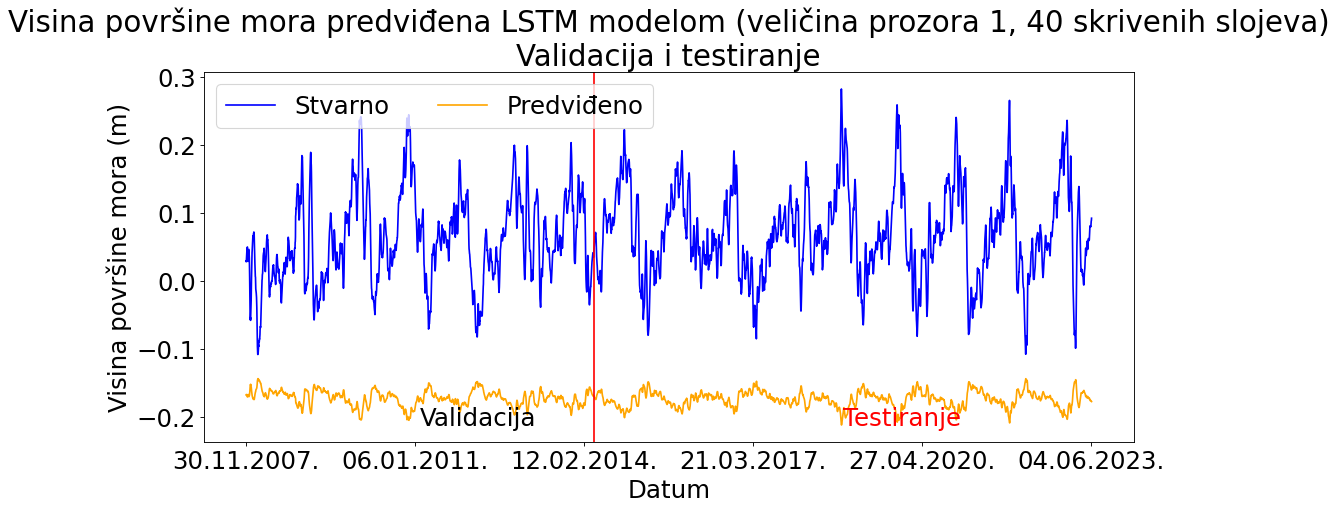 Visina površine mora predviđena LSTM modelom (veličina prozora 1, 40 skrivenih slojeva)
Validacija i testiranje
Stvarno
Predviđeno
Visina površine mora (m)
0.3
0.2
0.1
0.0
−0.1
−0.2
Validacija
Testiranje
30.11.2007.
06.01.2011.
12.02.2014.
21.03.2017.
27.04.2020.
04.06.2023.
Datum